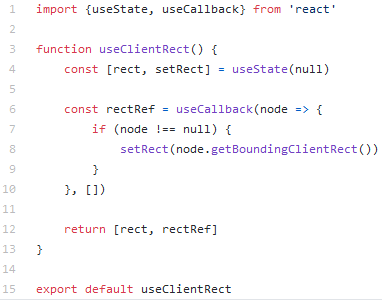 1 import {useState, useCallback} from 'react'
2
3 function useClientRect() {
4     const [rect, setRect] = useState(null)
5
6     const rectRef = useCallback(node => {
7         if (node !== null) {
8             setRect(node.getBoundingClientRect())
9         }
10     }, [])
11
12     return [rect, rectRef]
13 }
14
15 export default useClientRect